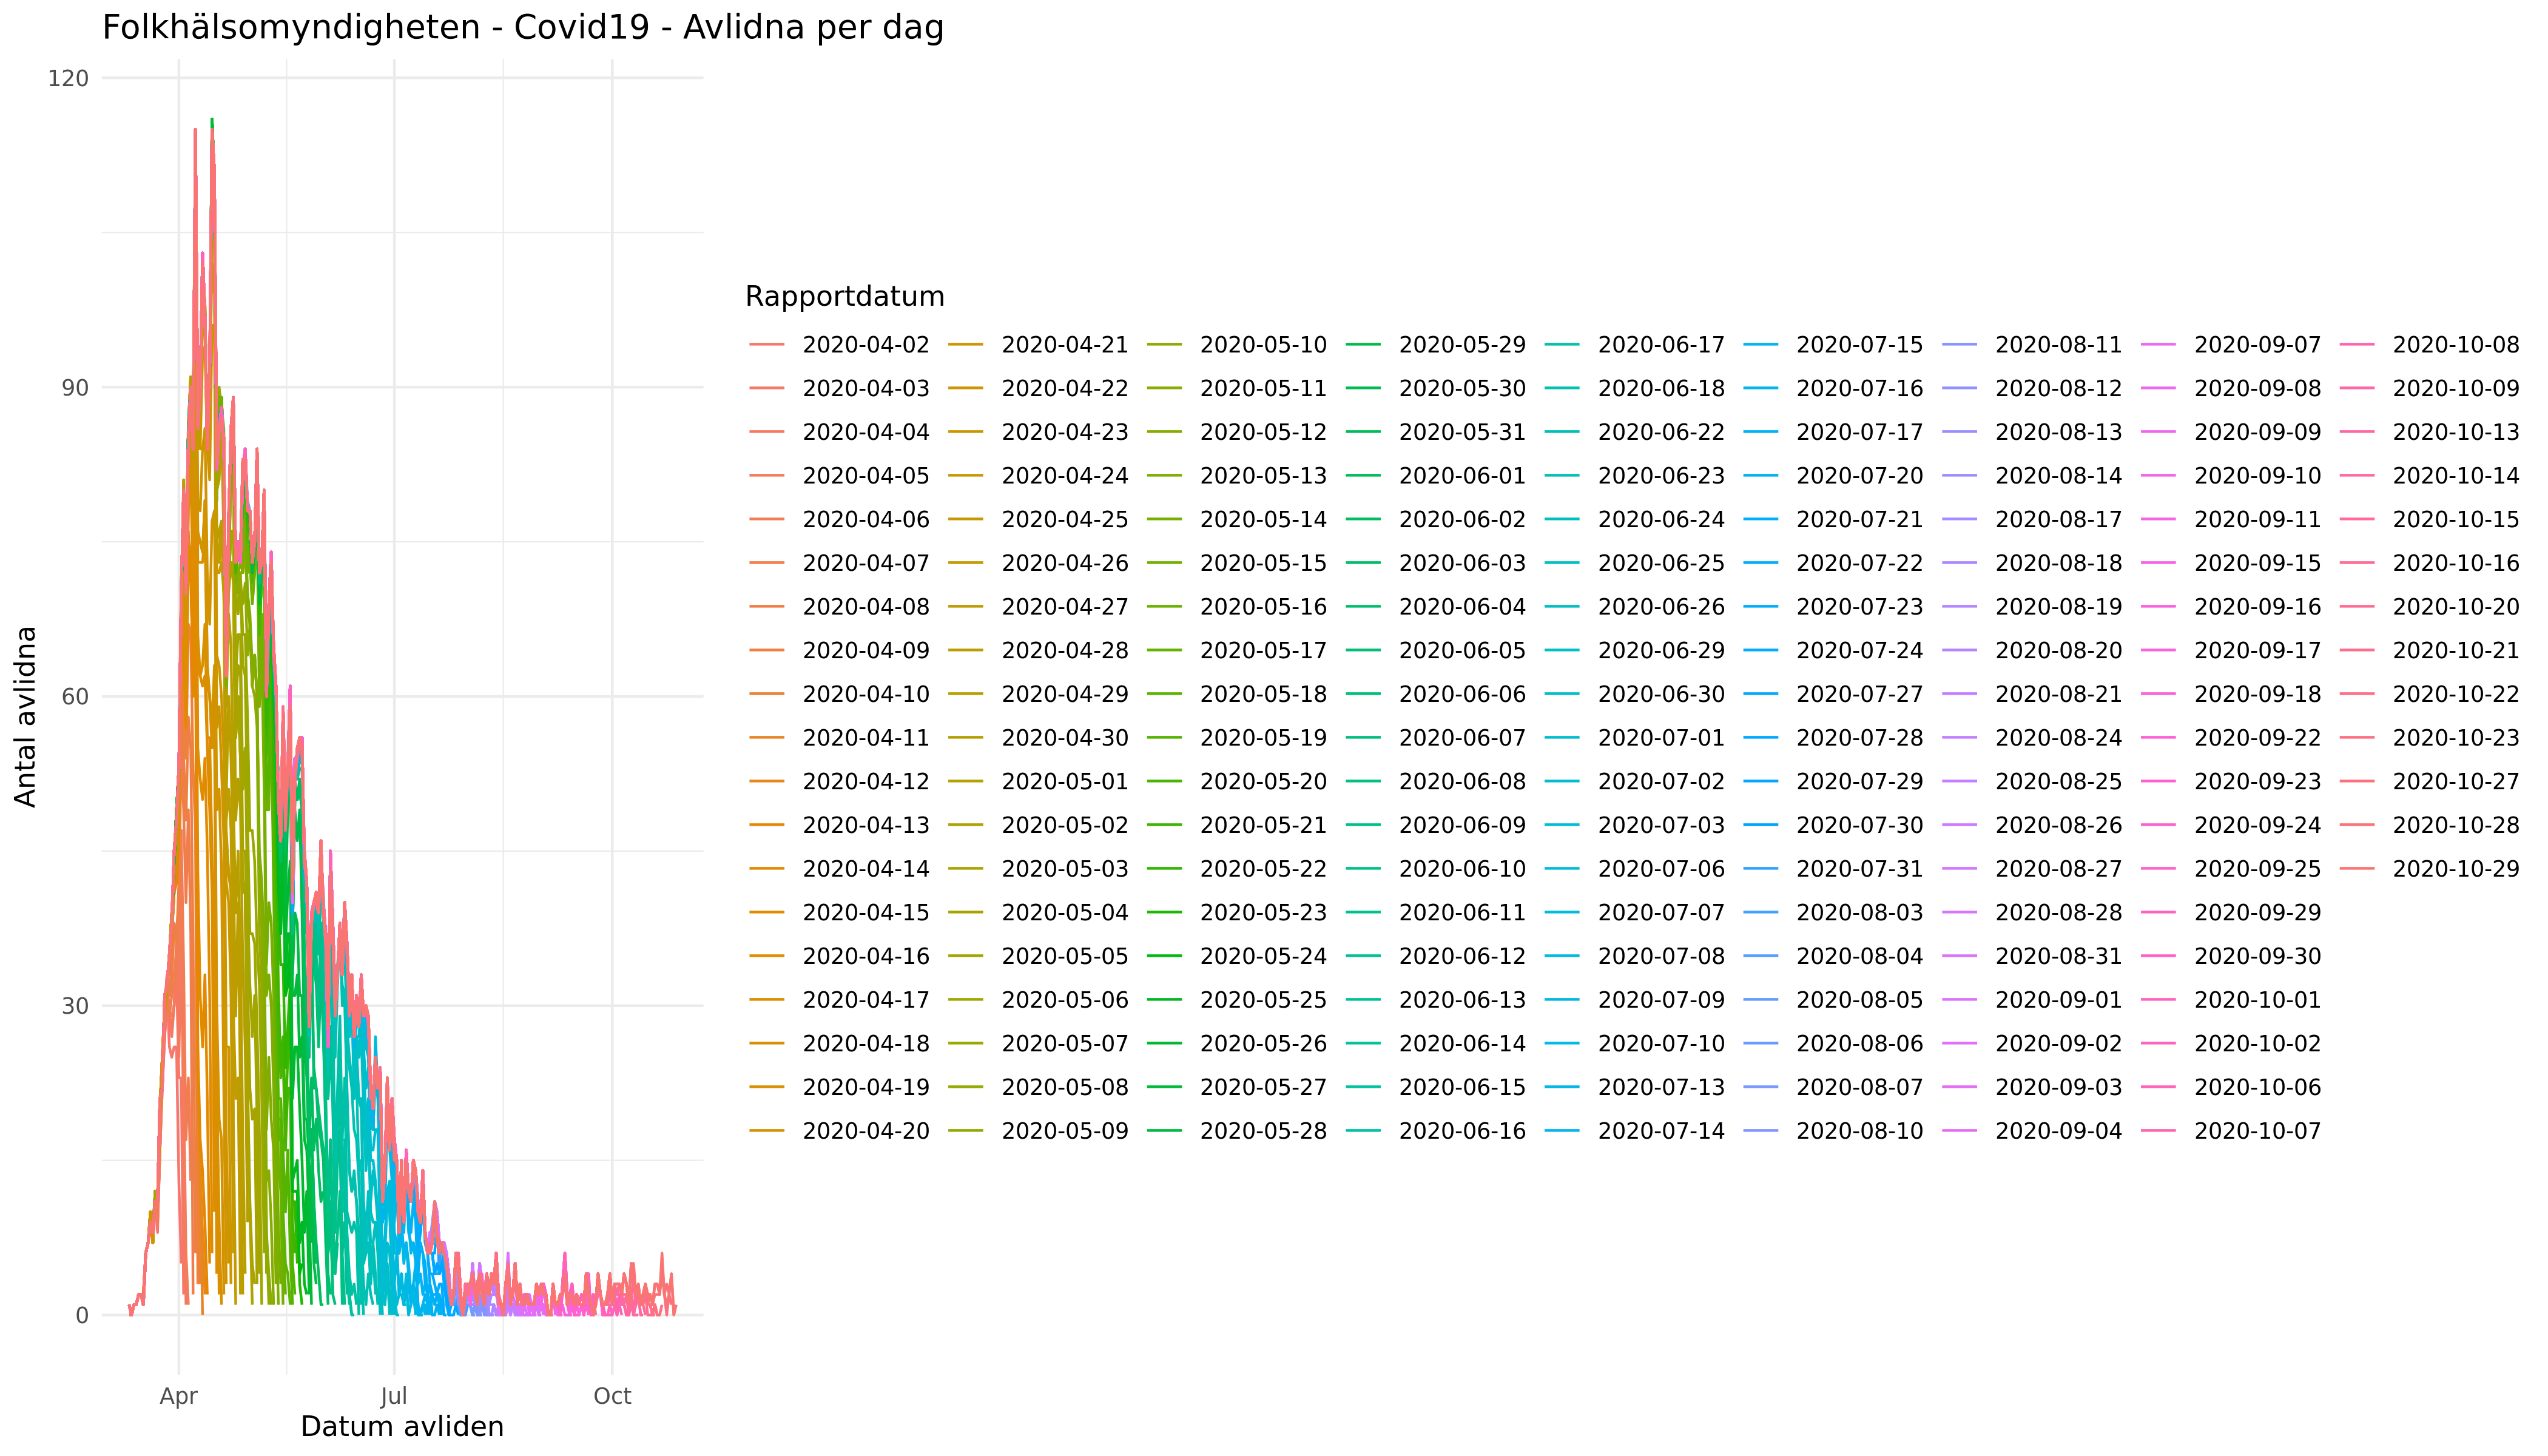 Folkhälsomyndigheten - Covid19 - Avlidna per dag
120
90
60
30
0
Antal avlidna
Apr Jul Oct
Datum avliden
Rapportdatum
2020-04-02 2020-04-21 2020-05-10 2020-05-29 2020-06-17 2020-07-15 2020-08-11 2020-09-07 2020-10-08
2020-04-03 2020-04-22 2020-05-11 2020-05-30 2020-06-18 2020-07-16 2020-08-12 2020-09-08 2020-10-09
2020-04-04 2020-04-23 2020-05-12 2020-05-31 2020-06-22 2020-07-17 2020-08-13 2020-09-09 2020-10-13
2020-04-05 2020-04-24 2020-05-13 2020-06-01 2020-06-23 2020-07-20 2020-08-14 2020-09-10 2020-10-14
2020-04-06 2020-04-25 2020-05-14 2020-06-02 2020-06-24 2020-07-21 2020-08-17 2020-09-11 2020-10-15
2020-04-07 2020-04-26 2020-05-15 2020-06-03 2020-06-25 2020-07-22 2020-08-18 2020-09-15 2020-10-16
2020-04-08 2020-04-27 2020-05-16 2020-06-04 2020-06-26 2020-07-23 2020-08-19 2020-09-16 2020-10-20
2020-04-09 2020-04-28 2020-05-17 2020-06-05 2020-06-29 2020-07-24 2020-08-20 2020-09-17 2020-10-21
2020-04-10 2020-04-29 2020-05-18 2020-06-06 2020-06-30 2020-07-27 2020-08-21 2020-09-18 2020-10-22
2020-04-11 2020-04-30 2020-05-19 2020-06-07 2020-07-01 2020-07-28 2020-08-24 2020-09-22 2020-10-23
2020-04-12 2020-05-01 2020-05-20 2020-06-08 2020-07-02 2020-07-29 2020-08-25 2020-09-23 2020-10-27
2020-04-13 2020-05-02 2020-05-21 2020-06-09 2020-07-03 2020-07-30 2020-08-26 2020-09-24 2020-10-28
2020-04-14 2020-05-03 2020-05-22 2020-06-10 2020-07-06 2020-07-31 2020-08-27 2020-09-25 2020-10-29
2020-04-15 2020-05-04 2020-05-23 2020-06-11 2020-07-07 2020-08-03 2020-08-28 2020-09-29
2020-04-16 2020-05-05 2020-05-24 2020-06-12 2020-07-08 2020-08-04 2020-08-31 2020-09-30
2020-04-17 2020-05-06 2020-05-25 2020-06-13 2020-07-09 2020-08-05 2020-09-01 2020-10-01
2020-04-18 2020-05-07 2020-05-26 2020-06-14 2020-07-10 2020-08-06 2020-09-02 2020-10-02
2020-04-19 2020-05-08 2020-05-27 2020-06-15 2020-07-13 2020-08-07 2020-09-03 2020-10-06
2020-04-20 2020-05-09 2020-05-28 2020-06-16 2020-07-14 2020-08-10 2020-09-04 2020-10-07